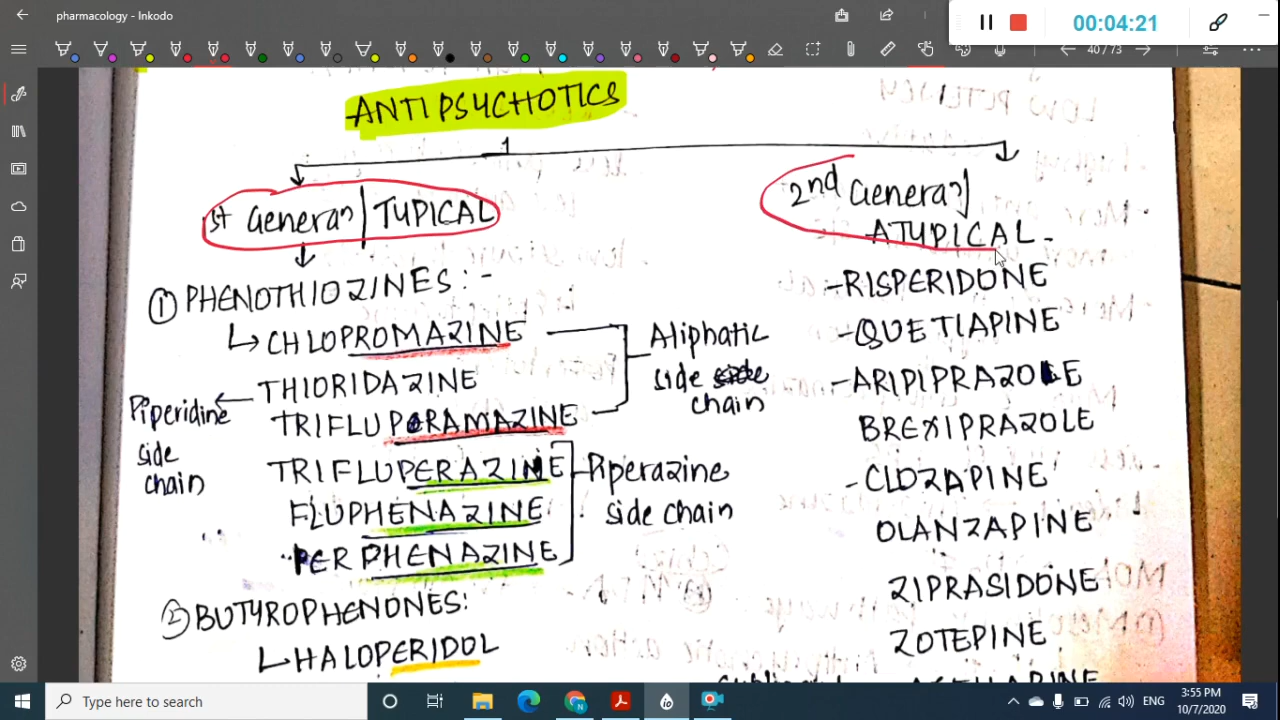 pharmacology - Inkodo
00:04:21
40 / 73
ANTIPSYCHOTICS
1st Generan | TYPICAL
① PHENOTHIOZINES : -
↳ CHLOPROMAZINE
THIORIDAZINE
Piperidine
side
chain
TRIFLUPERAMAZINE
Aliphatic
side side
chain
TRIFLUPERAZINE
FLUPHENAZINE
PERPHENAZINE
Piperazine
side chain
② BUTYROPHENONES:
↳ HALOPERIDOL
2nd Generan
ATYPICAL -
- RISPERIDONE
- QUETIAPINE
- ARIPIPRAZOLE
BREXIPRAZOLE
- CLOZAPINE
OLANZAPINE
ZIPRASIDONE
ZOTEPINE
Type here to search
ENG
3:55 PM
10/7/2020